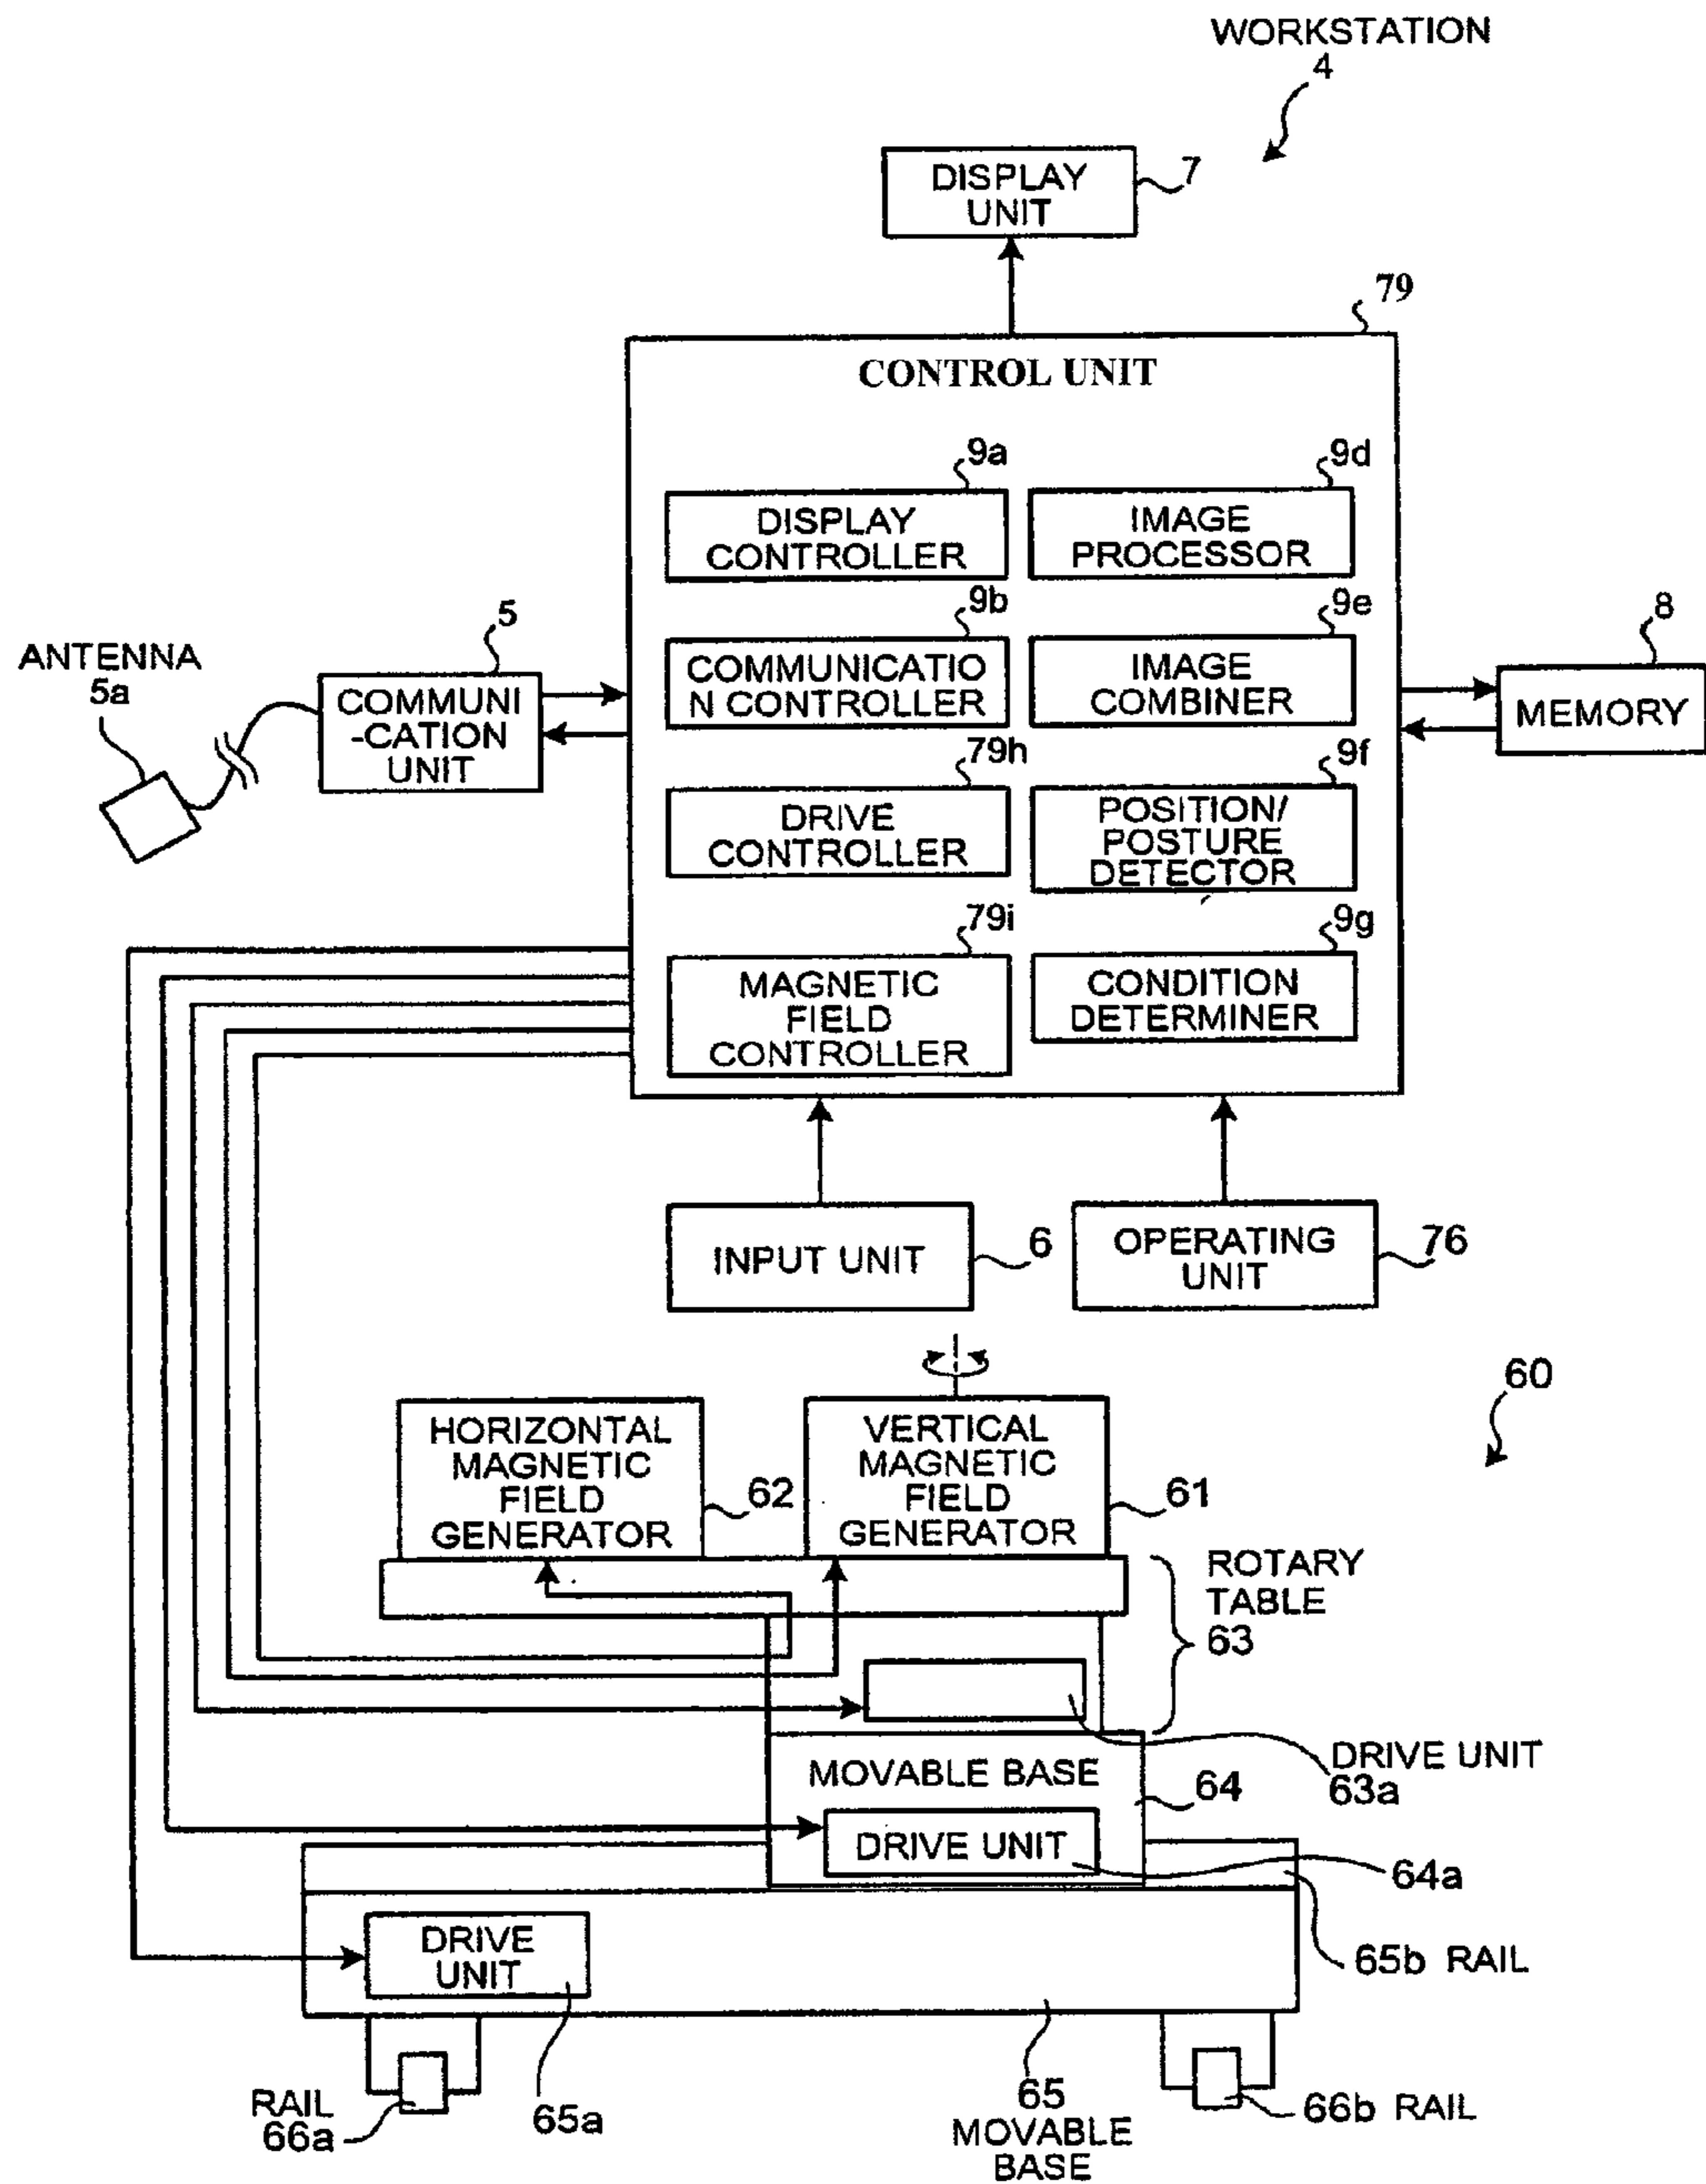 WORKSTATION
4
DISPLAY
UNIT
7
79
CONTROL UNIT
9a
DISPLAY
CONTROLLER
9d
IMAGE
PROCESSOR
9b
COMMUNICATIO
N CONTROLLER
9e
IMAGE
COMBINER
5
COMMUNI
-CATION
UNIT
ANTENNA
5a
8
MEMORY
79h
DRIVE
CONTROLLER
9f
POSITION/
POSTURE
DETECTOR
79i
MAGNETIC
FIELD
CONTROLLER
9g
CONDITION
DETERMINER
INPUT UNIT
6
OPERATING
UNIT
76
60
HORIZONTAL
MAGNETIC
FIELD
GENERATOR
62
VERTICAL
MAGNETIC
FIELD
GENERATOR
61
ROTARY
TABLE
63
DRIVE UNIT
63a
MOVABLE BASE
64
DRIVE UNIT
64a
DRIVE
UNIT
65b RAIL
RAIL
66a
65a
65
MOVABLE
BASE
66b RAIL